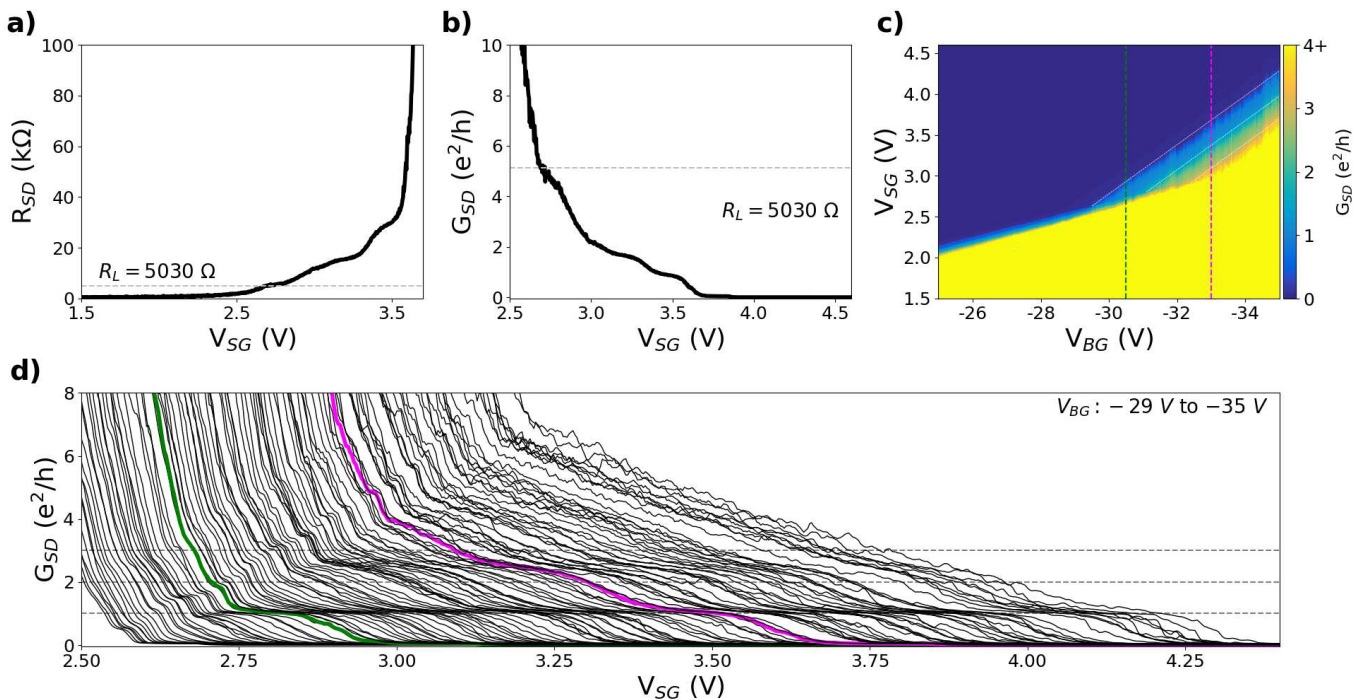 a)
100
80
60
40
20
0
R_SD (kΩ)
R_L = 5030 Ω
1.5 2.5 3.5
V_SG (V)
b)
10
8
6
4
2
0
G_SD (e²/h)
R_L = 5030 Ω
2.5 3.0 3.5 4.0 4.5
V_SG (V)
c)
4.5
4.0
3.5
3.0
2.5
2.0
1.5
V_SG (V)
-26 -28 -30 -32 -34
V_BG (V)
4+
3
2
1
0
G_SD (e²/h)
d)
8
6
4
2
0
G_SD (e²/h)
V_BG: − 29 V to −35 V
2.50 2.75 3.00 3.25 3.50 3.75 4.00 4.25
V_SG (V)